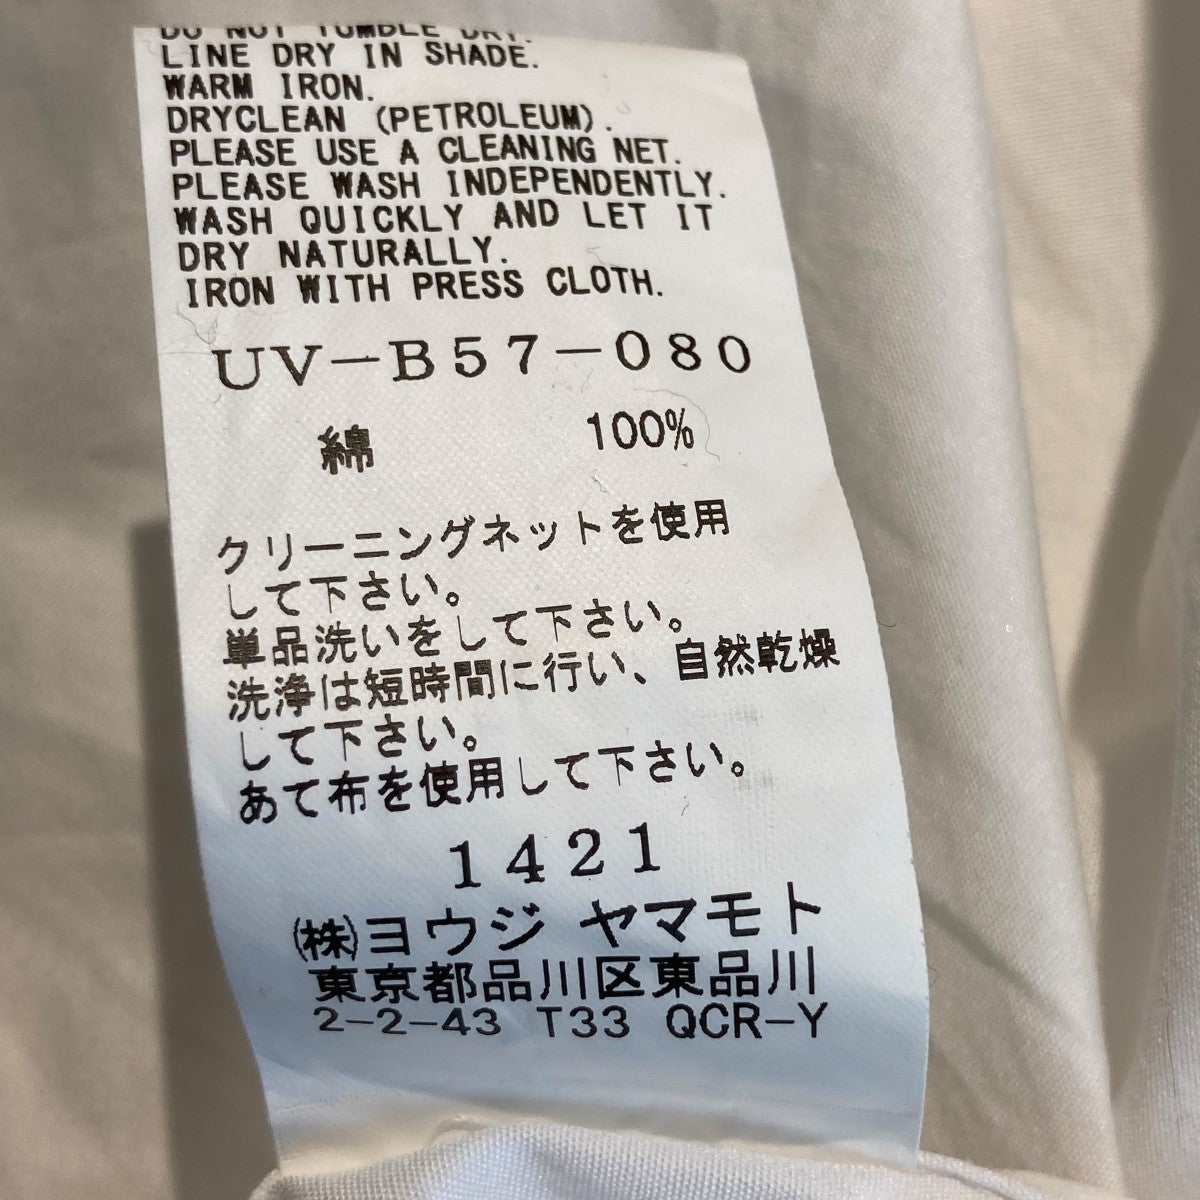 DO NOT TUMBLE DRY.
LINE DRY IN SHADE.
WARM IRON.
DRYCLEAN (PETROLEUM).
PLEASE USE A CLEANING NET.
PLEASE WASH INDEPENDENTLY.
WASH QUICKLY AND LET IT
DRY NATURALLY.
IRON WITH PRESS CLOTH.
UV-B57-080
綿 100%
クリーニングネットを使用
して下さい。
単品洗いをして下さい。
洗浄は短時間に行い、自然乾燥
して下さい。
あて布を使用して下さい。
1421
㈱ヨウジ ヤマモト
東京都品川区東品川
2-2-43 T33 QCR-Y